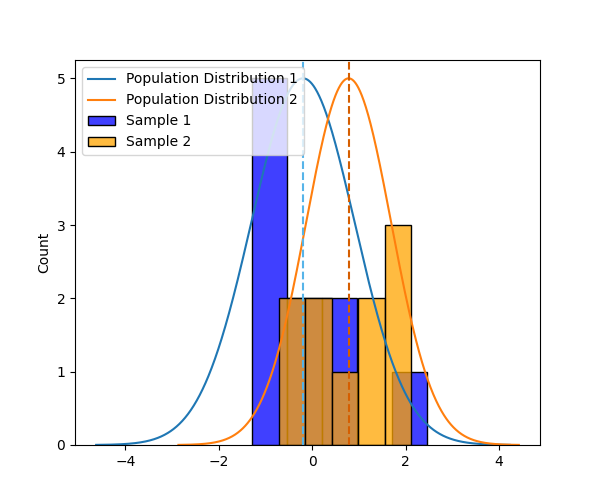 Population Distribution 1
Population Distribution 2
Sample 1
Sample 2
Count
5
4
3
2
1
0
−4
−2
0
2
4